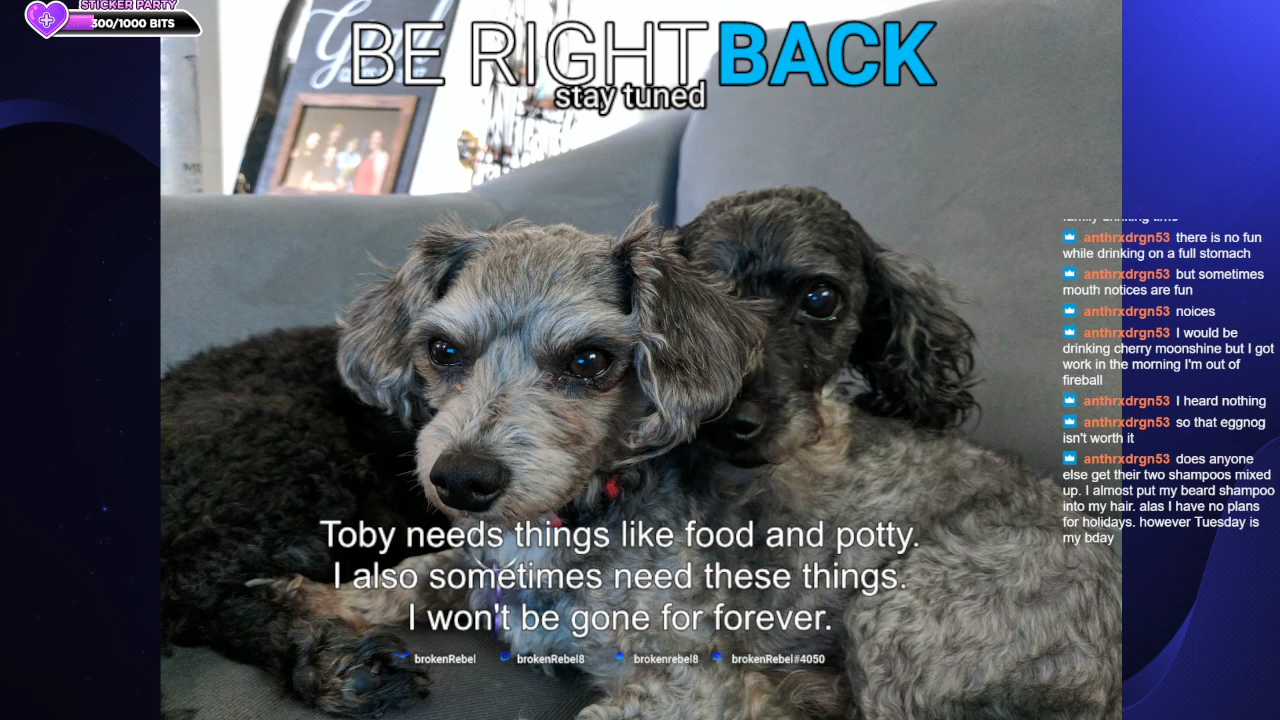 STICKER PARTY
300/1000 BITS
BE RIGHT BACK
stay tuned
anthrxdrgn53 there is no fun
while drinking on a full stomach
anthrxdrgn53 but sometimes
mouth notices are fun
anthrxdrgn53 noices
anthrxdrgn53 I would be
drinking cherry moonshine but I got
work in the morning I'm out of
fireball
anthrxdrgn53 I heard nothing
anthrxdrgn53 so that eggnog
isn't worth it
anthrxdrgn53 does anyone
else get their two shampoos mixed
up. I almost put my beard shampoo
into my hair. alas I have no plans
for holidays. however Tuesday is
my bday
Toby needs things like food and potty.
I also sometimes need these things.
I won't be gone for forever.
brokenRebel brokenRebel8 brokenrebel8 brokenRebel#4050